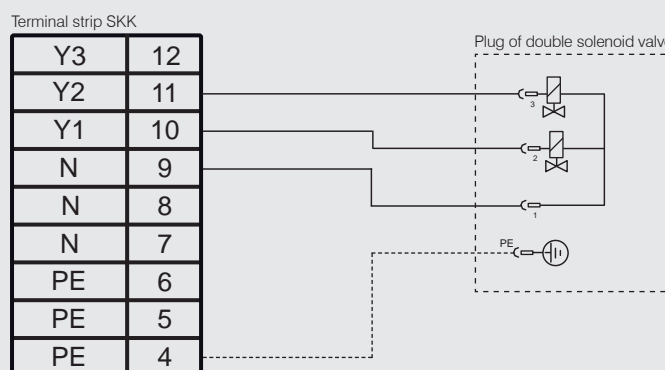 Terminal strip SKK
Plug of double solenoid valve
Y3 12
Y2 11
Y1 10
N 9
N 8
N 7
PE 6
PE 5
PE 4
3
2
1
PE